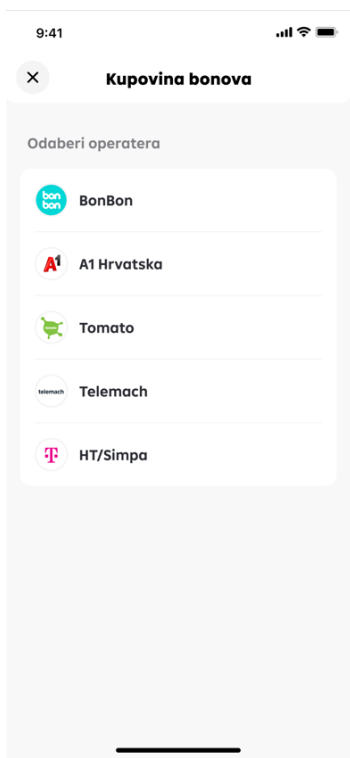 9:41
Kupovina bonova
Odaberi operatera
bon
bon
BonBon
A1
A1 Hrvatska
Tomato
telemach
Telemach
T
HT/Simpa